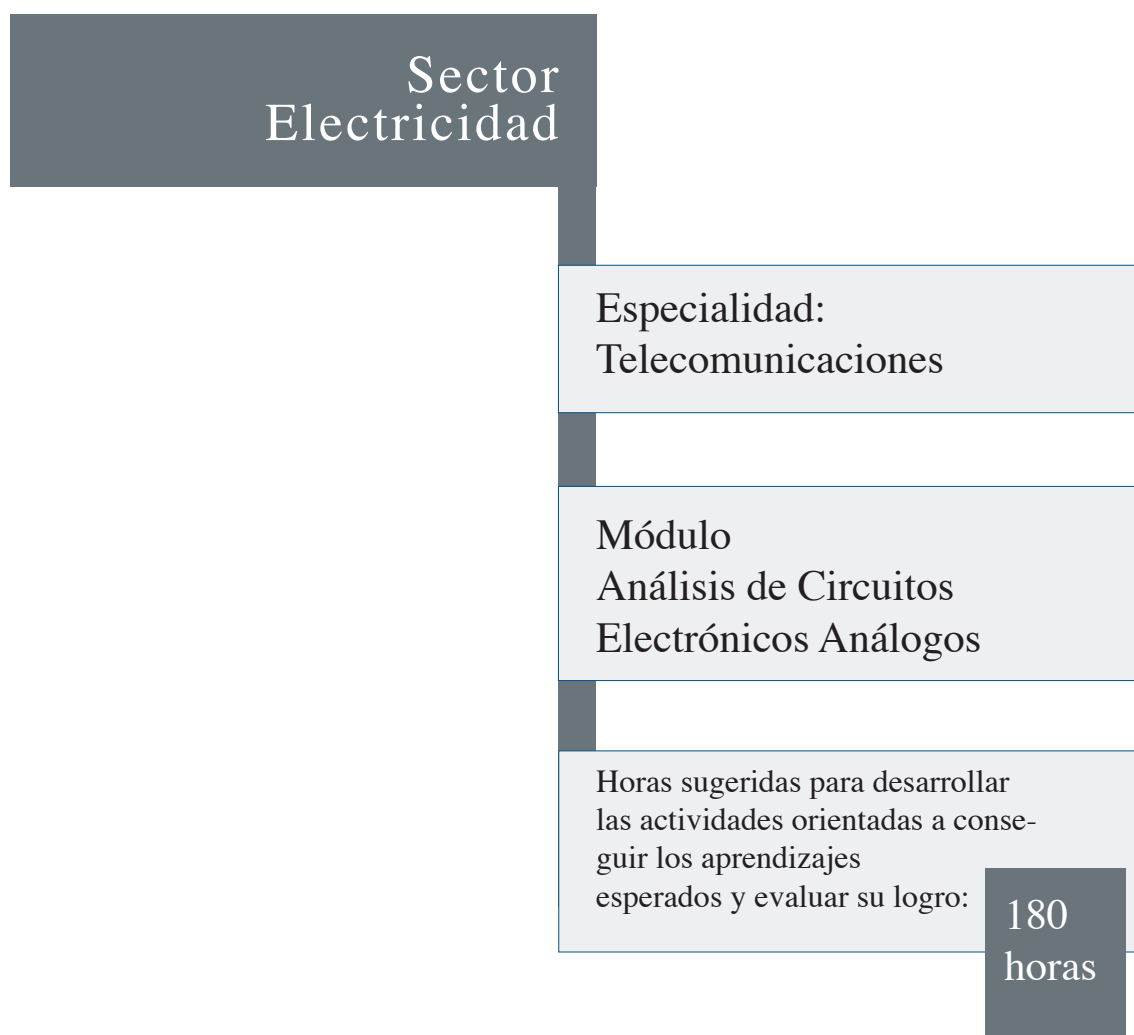 Sector
Electricidad
Especialidad:
Telecomunicaciones
Módulo
Análisis de Circuitos
Electrónicos Análogos
Horas sugeridas para desarrollar
las actividades orientadas a conse-
guir los aprendizajes
esperados y evaluar su logro:
180
horas